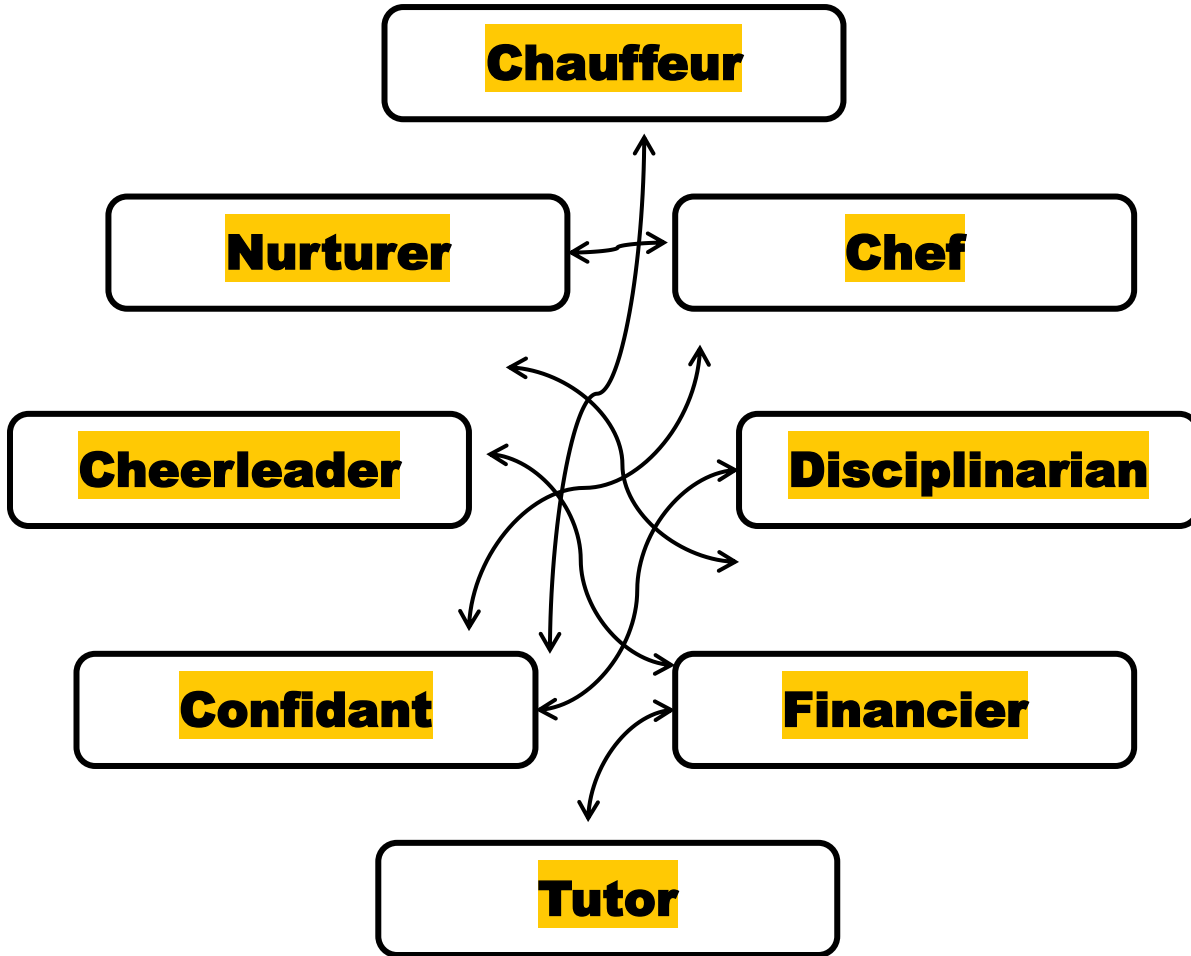 Chauffeur
Nurturer
Chef
Cheerleader
Disciplinarian
Confidant
Financier
Tutor